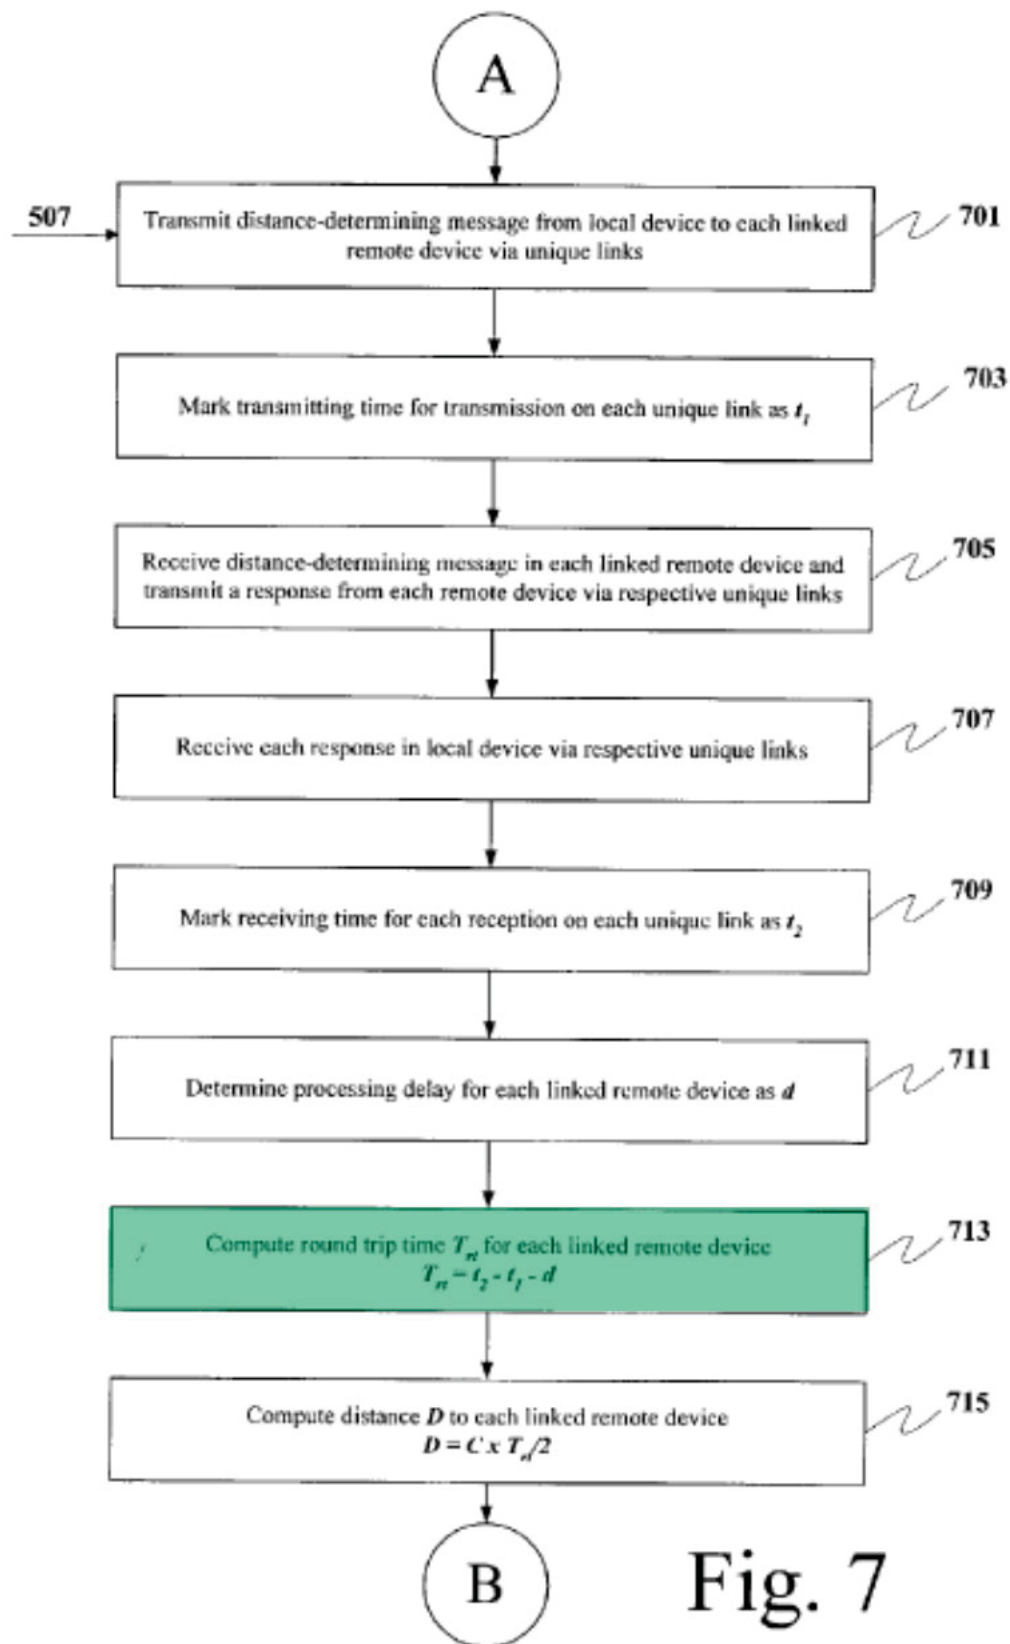 A
507
Transmit distance-determining message from local device to each linked
remote device via unique links
701
Mark transmitting time for transmission on each unique link as t1
703
Receive distance-determining message in each linked remote device and
transmit a response from each remote device via respective unique links
705
Receive each response in local device via respective unique links
707
Mark receiving time for each reception on each unique link as t2
709
Determine processing delay for each linked remote device as d
711
Compute round trip time Trt for each linked remote device
Trt = t2 - t1 - d
713
Compute distance D to each linked remote device
D = C x Trt/2
715
B
Fig. 7